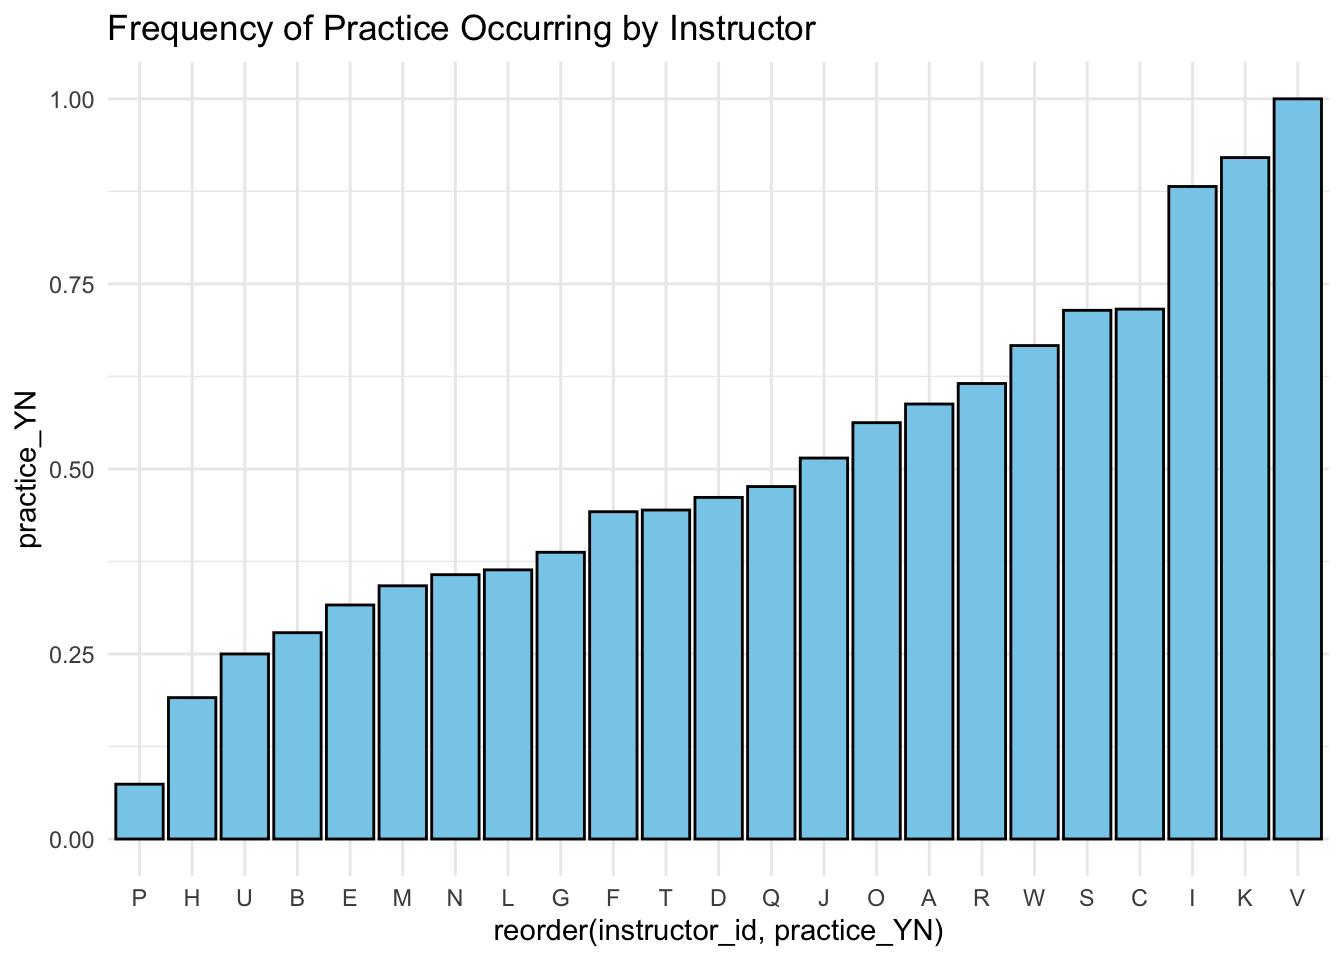 Frequency of Practice Occurring by Instructor
1.00
0.75
0.50
0.25
0.00
practice_YN
P H U B E M N L G F T D Q J O A R W S C I K V
reorder(instructor_id, practice_YN)